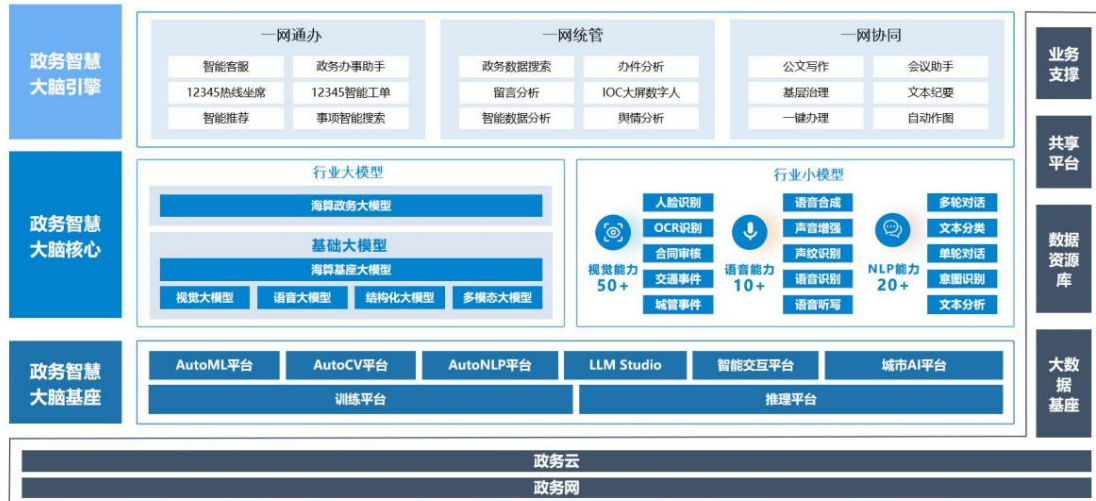 政务智慧
大脑引擎
一网通办
智能客服
政务办事助手
12345热线坐席
12345智能工单
智能推荐
事项智能搜索
一网统管
政务数据搜索
办件分析
留言分析
IOC大屏数字人
智能数据分析
舆情分析
一网协同
公文写作
会议助手
基层治理
文本纪要
一键办理
自动作图
政务智慧
大脑核心
行业大模型
海算政务大模型
基础大模型
海算基座大模型
视觉大模型
语音大模型
结构化大模型
多模态大模型
行业小模型
视觉能力
50+
人脸识别
OCR识别
合同审核
交通事件
城管事件
语音能力
10+
语音合成
声音增强
声纹识别
语音识别
语音听写
NLP能力
20+
多轮对话
文本分类
单轮对话
意图识别
文本分析
政务智慧
大脑基座
AutoML平台
AutoCV平台
AutoNLP平台
LLM Studio
智能交互平台
城市AI平台
训练平台
推理平台
业务
支撑
共享
平台
数据
资源
库
大数
据
基座
政务云
政务网